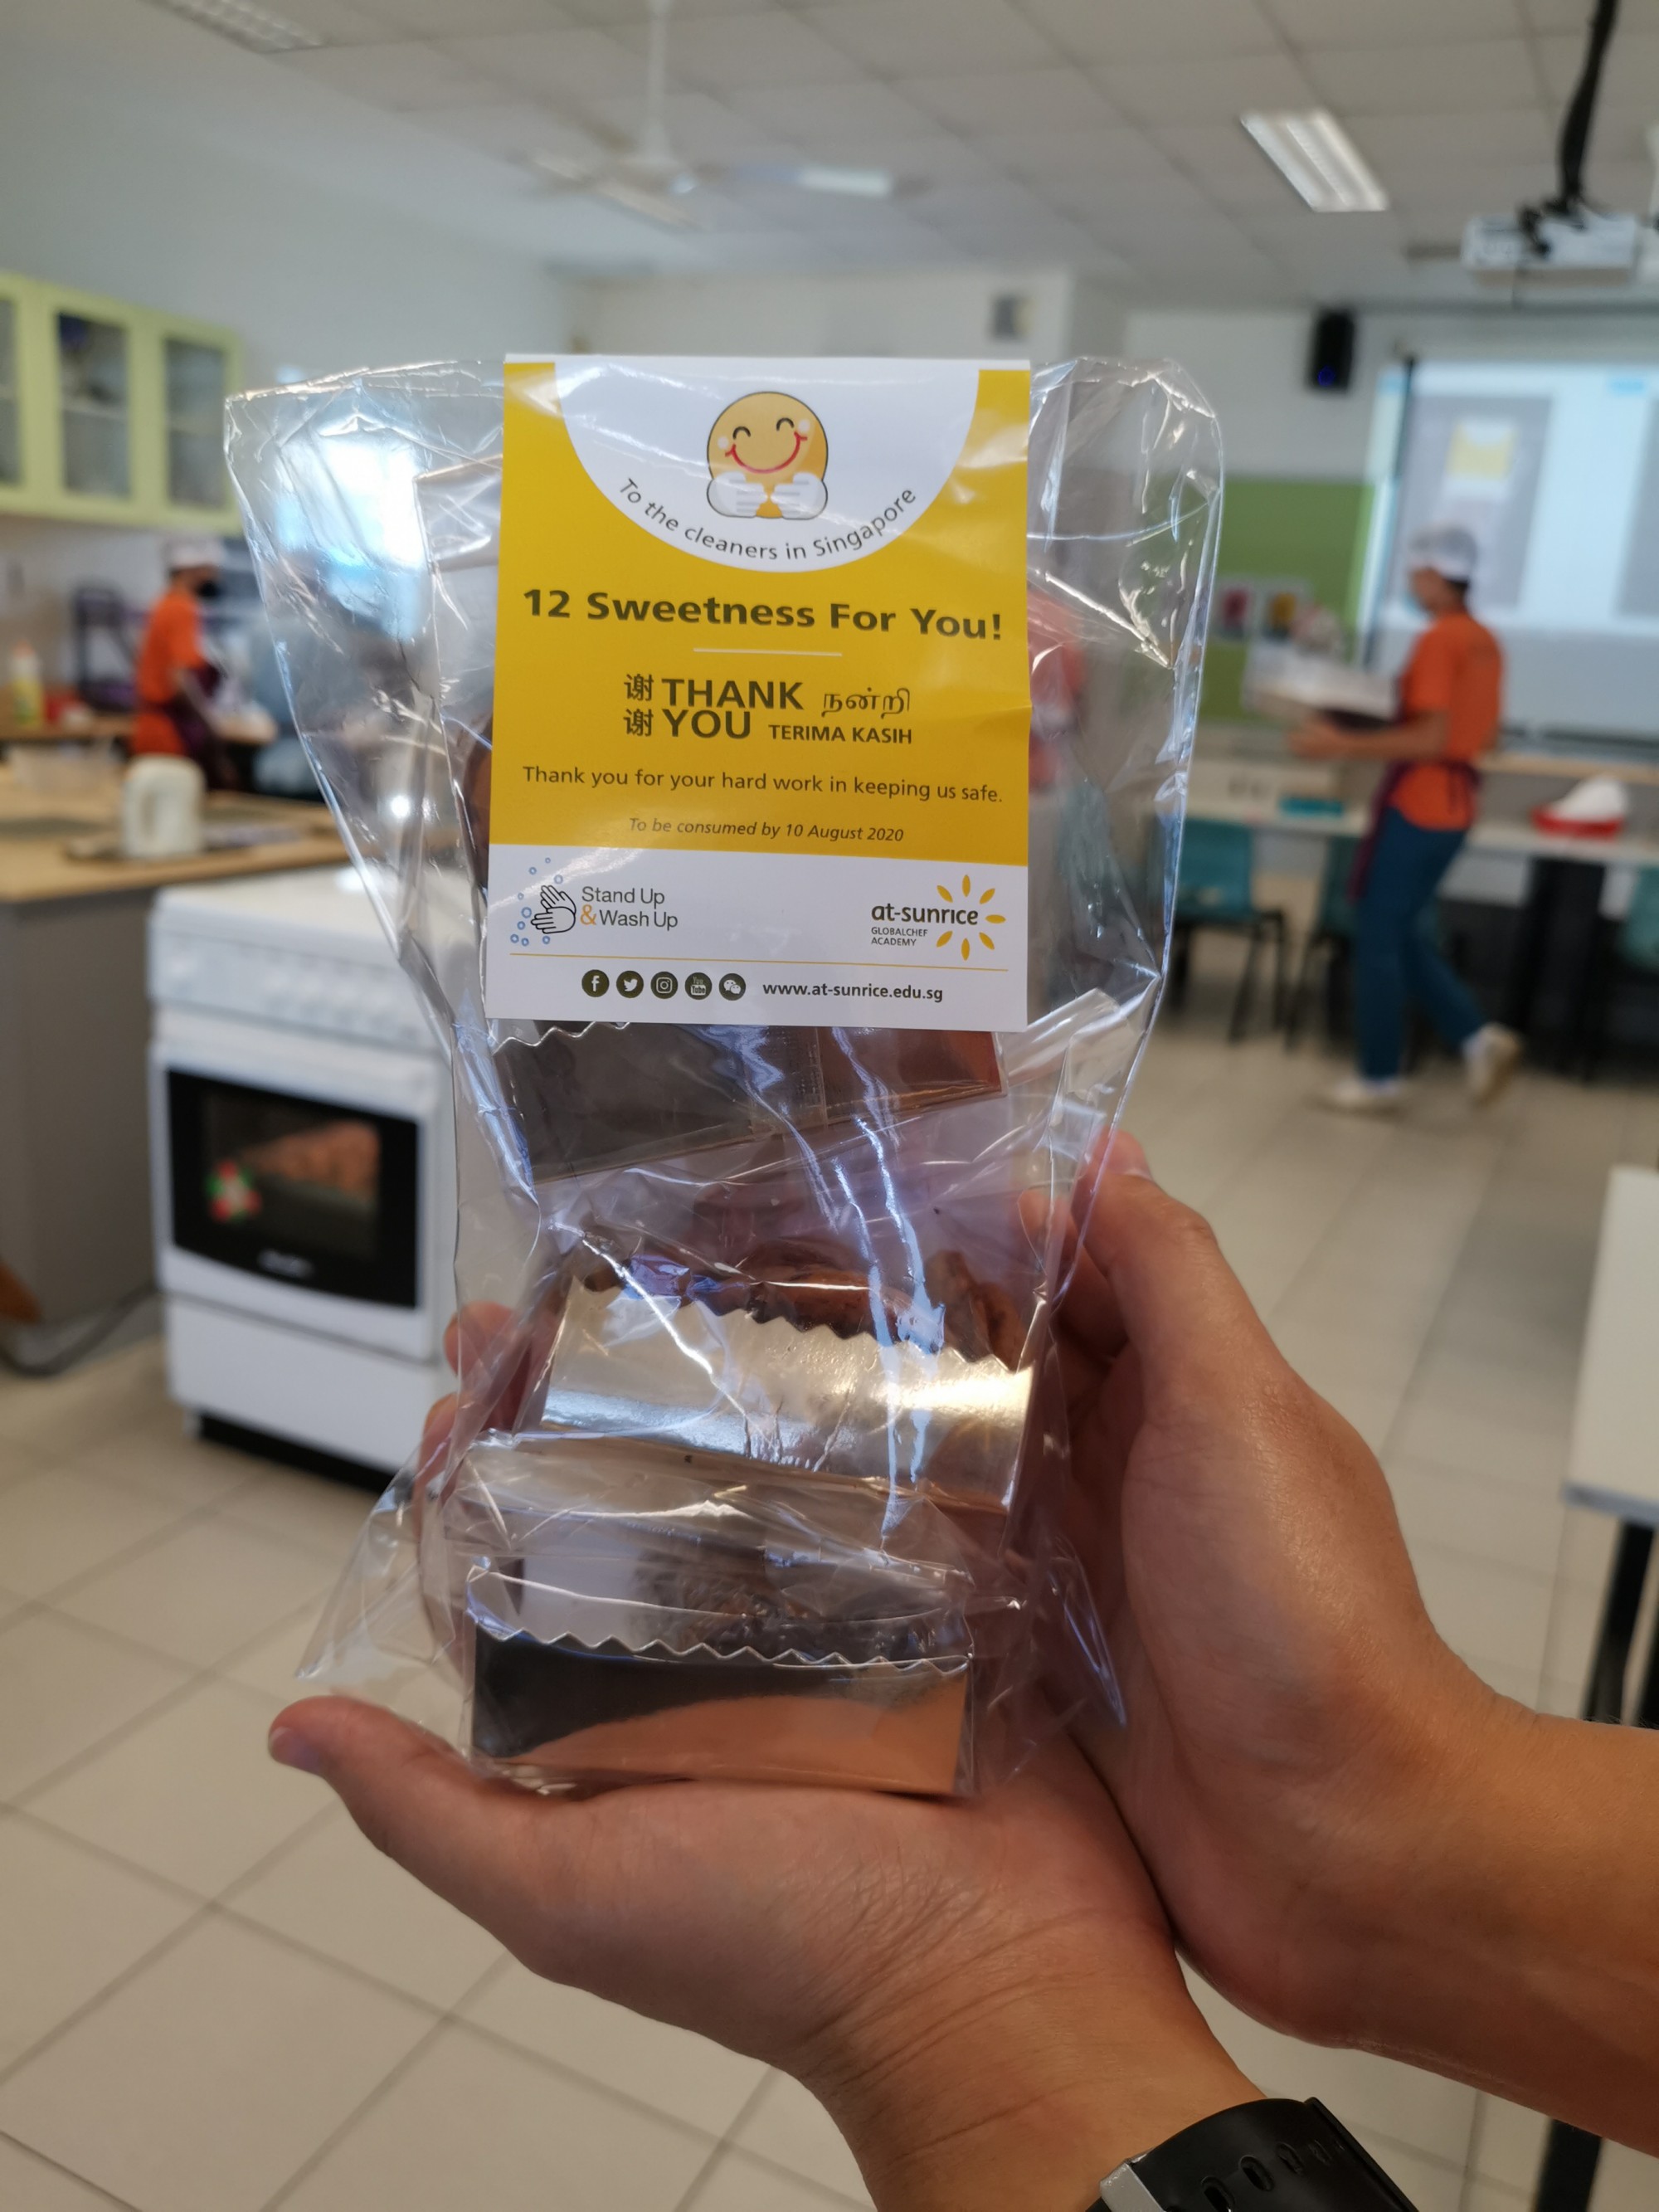 To the cleaners in Singapore
12 Sweetness For You!
谢 THANK நன்றி
谢 YOU TERIMA KASIH
Thank you for your hard work in keeping us safe.
To be consumed by 10 August 2020
Stand Up
& Wash Up
at-sunrice
GLOBALCHEF
ACADEMY
www.at-sunrice.edu.sg